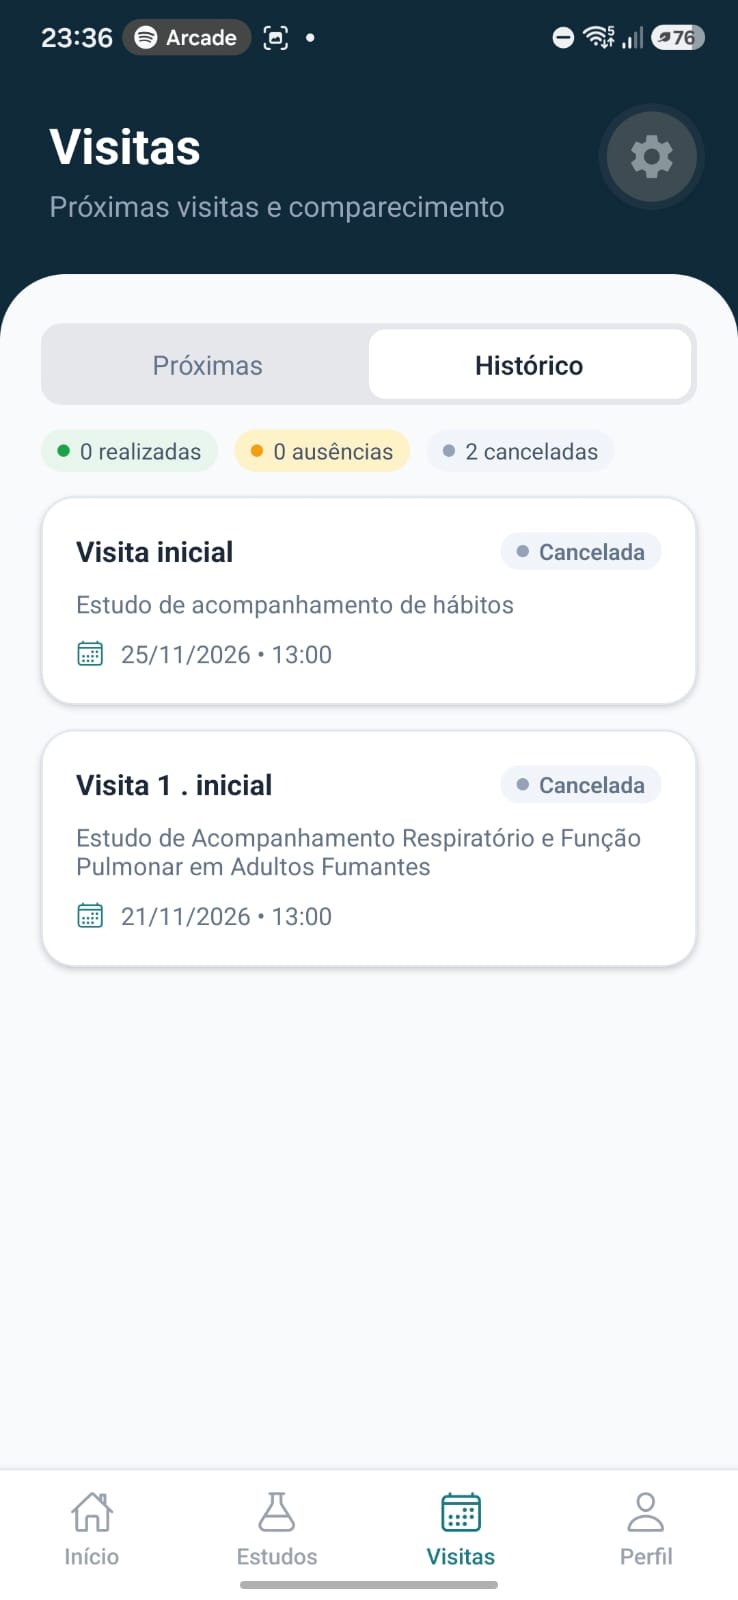 23:36 Arcade 5 76
Visitas
Próximas visitas e comparecimento
Próximas Histórico
0 realizadas 0 ausências 2 canceladas
Visita inicial Cancelada
Estudo de acompanhamento de hábitos
25/11/2026 • 13:00
Visita 1 . inicial Cancelada
Estudo de Acompanhamento Respiratório e Função
Pulmonar em Adultos Fumantes
21/11/2026 • 13:00
Início Estudos Visitas Perfil